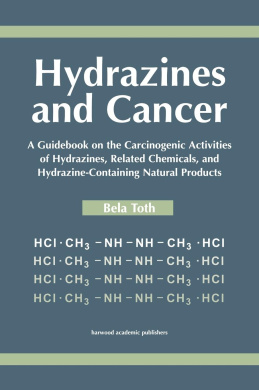 Hydrazines
and Cancer
A Guidebook on the Carcinogenic Activities
of Hydrazines, Related Chemicals, and
Hydrazine-Containing Natural Products
Bela Toth
HCl·CH₃ –NH–NH–CH₃ ·HCl
HCl·CH₃ –NH–NH–CH₃ ·HCl
HCl·CH₃ –NH–NH–CH₃ ·HCl
HCl·CH₃ –NH–NH–CH₃ ·HCl
harwood academic publishers